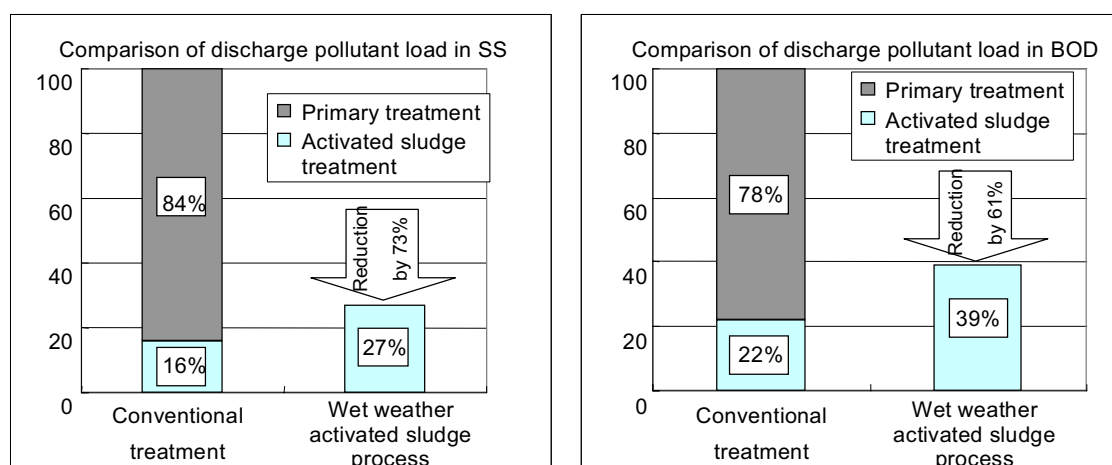 Comparison of discharge pollutant load in SS
100
80
60
40
20
0
Primary treatment
Activated sludge
treatment
84%
16%
Reduction
by 73%
27%
Conventional
treatment
Wet weather
activated sludge
process
Comparison of discharge pollutant load in BOD
100
80
60
40
20
0
Primary treatment
Activated sludge
treatment
78%
22%
Reduction
by 61%
39%
Conventional
treatment
Wet weather
activated sludge
process